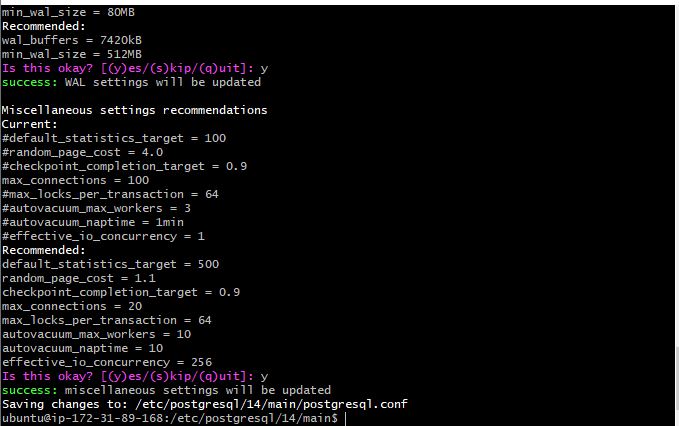 min_wal_size = 80MB
Recommended:
wal_buffers = 7420kB
min_wal_size = 512MB
Is this okay? [(y)es/(s)kip/(q)uit]: y
success: WAL settings will be updated
Miscellaneous settings recommendations
Current:
#default_statistics_target = 100
#random_page_cost = 4.0
#checkpoint_completion_target = 0.9
max_connections = 100
#max_locks_per_transaction = 64
#autovacuum_max_workers = 3
#autovacuum_naptime = 1min
#effective_io_concurrency = 1
Recommended:
default_statistics_target = 500
random_page_cost = 1.1
checkpoint_completion_target = 0.9
max_connections = 20
max_locks_per_transaction = 64
autovacuum_max_workers = 10
autovacuum_naptime = 10
effective_io_concurrency = 256
Is this okay? [(y)es/(s)kip/(q)uit]: y
success: miscellaneous settings will be updated
Saving changes to: /etc/postgresql/14/main/postgresql.conf
ubuntu@ip-172-31-89-168:/etc/postgresql/14/main$